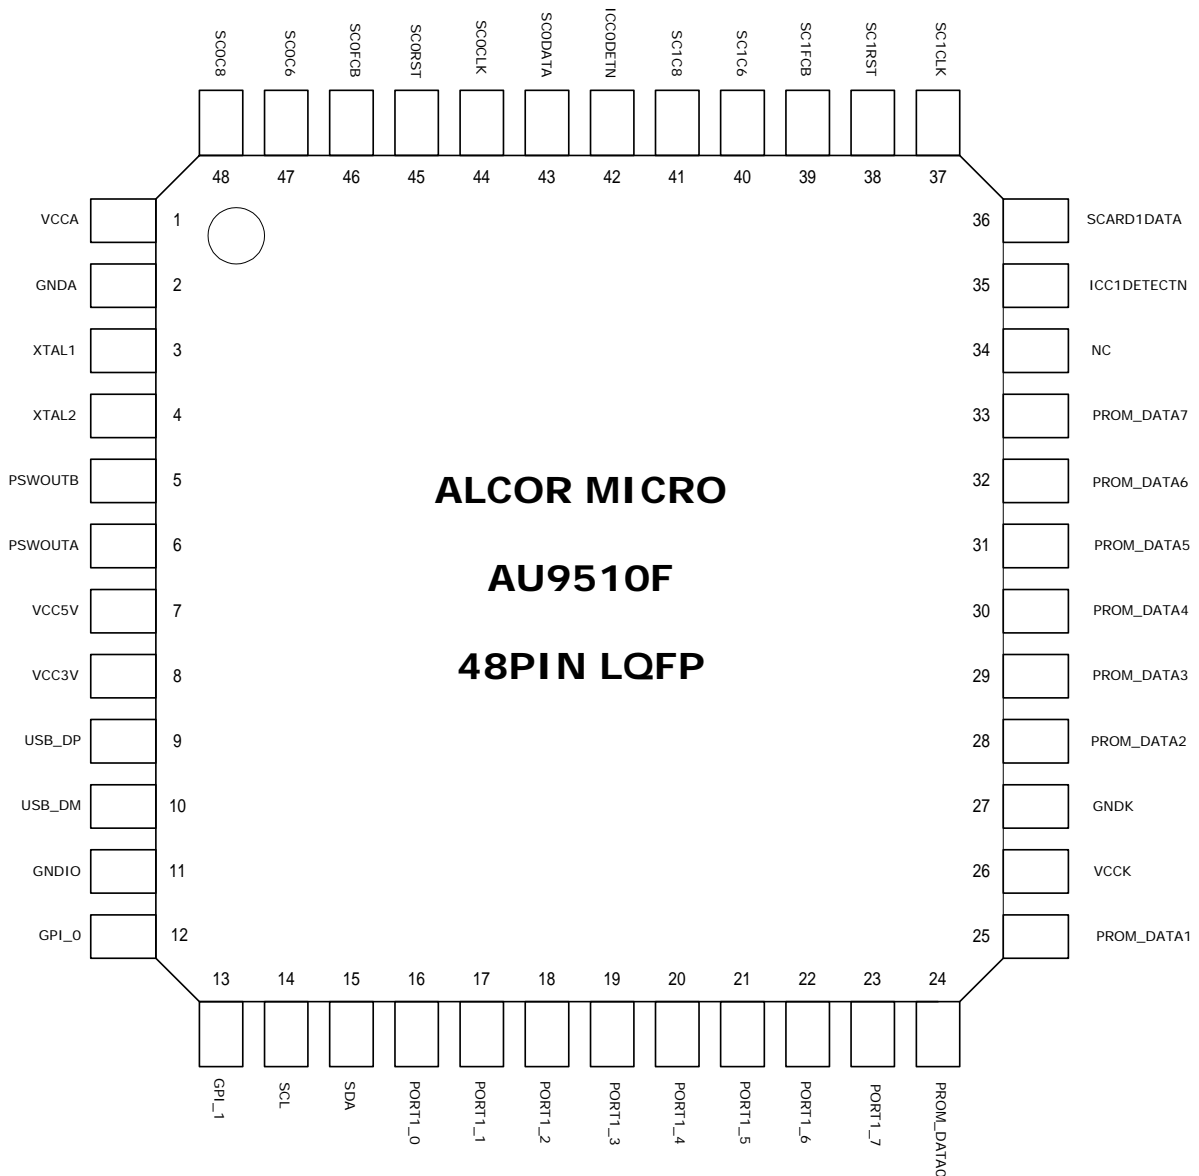 SC0C8
SC0C6
SC0FCB
SC0RST
SC0CLK
SC0DATA
ICC0DETN
SC1C8
SC1C6
SC1FCB
SC1RST
SC1CLK
48 47 46 45 44 43 42 41 40 39 38 37
VCCA 1
GNDA 2
XTAL1 3
XTAL2 4
PSWOUTB 5
PSWOUTA 6
VCC5V 7
VCC3V 8
USB_DP 9
USB_DM 10
GNDIO 11
GPI_0 12
ALCOR MICRO
AU9510F
48PIN LQFP
36 SCARD1DATA
35 ICC1DETECTN
34 NC
33 PROM_DATA7
32 PROM_DATA6
31 PROM_DATA5
30 PROM_DATA4
29 PROM_DATA3
28 PROM_DATA2
27 GNDK
26 VCCK
25 PROM_DATA1
13 14 15 16 17 18 19 20 21 22 23 24
GPI_1
SCL
SDA
PORT1_0
PORT1_1
PORT1_2
PORT1_3
PORT1_4
PORT1_5
PORT1_6
PORT1_7
PROM_DATA0